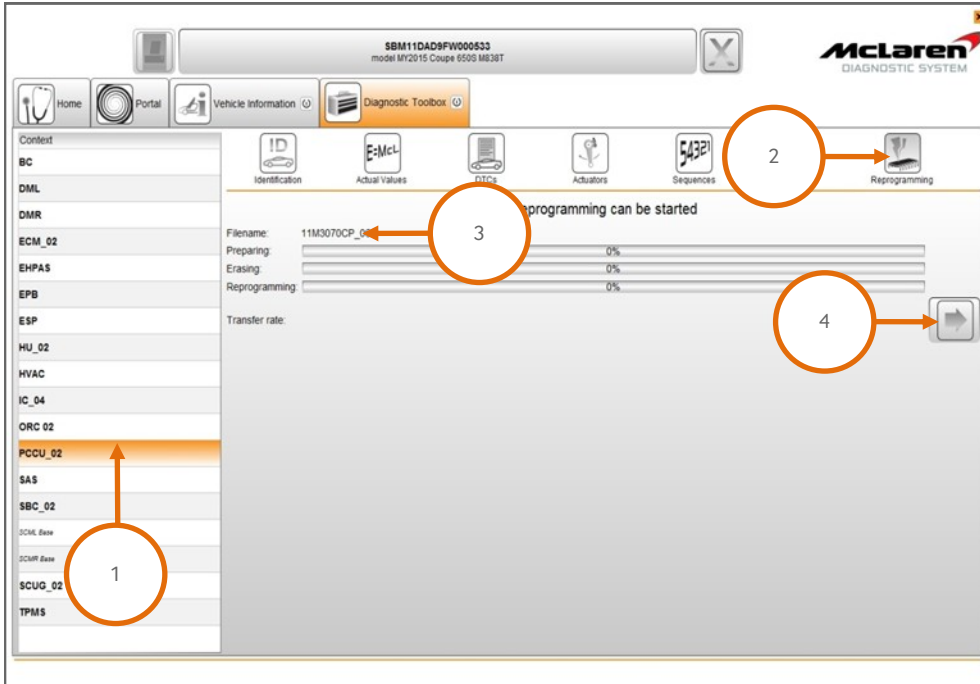 SBM11DAD9FW000533
model MY2015 Coupe 650S M838T
McLaren
DIAGNOSTIC SYSTEM
Home
Portal
Vehicle Information
Diagnostic Toolbox
Context
BC
DML
DMR
ECM_02
EHPAS
EPB
ESP
HU_02
HVAC
IC_04
ORC 02
PCCU_02
SAS
SBC_02
SCML Base
SCMR Base
SCUG_02
TPMS
ID
Identification
E=McL
Actual Values
DTCs
Actuators
54321
Sequences
2
Reprogramming
eprogramming can be started
Filename: 11M3070CP_0
3
Preparing: 0%
Erasing: 0%
Reprogramming: 0%
Transfer rate:
4
1